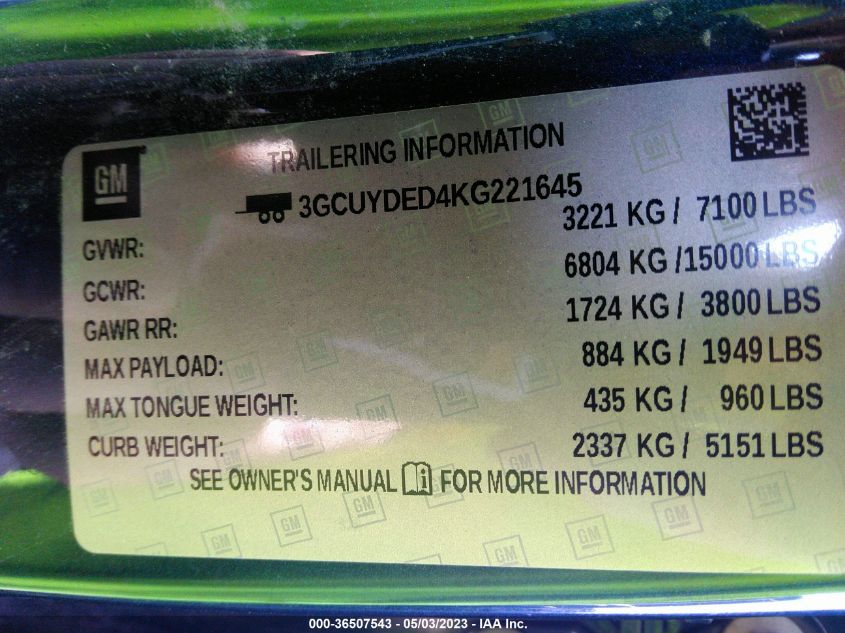 GM
TRAILERING INFORMATION
3GCUYDED4KG221645
GVWR: 3221 KG / 7100 LBS
GCWR: 6804 KG /15000 LBS
GAWR RR: 1724 KG / 3800 LBS
MAX PAYLOAD: 884 KG / 1949 LBS
MAX TONGUE WEIGHT: 435 KG / 960 LBS
CURB WEIGHT: 2337 KG / 5151 LBS
SEE OWNER'S MANUAL i FOR MORE INFORMATION
000-36507543 - 05/03/2023 - IAA Inc.